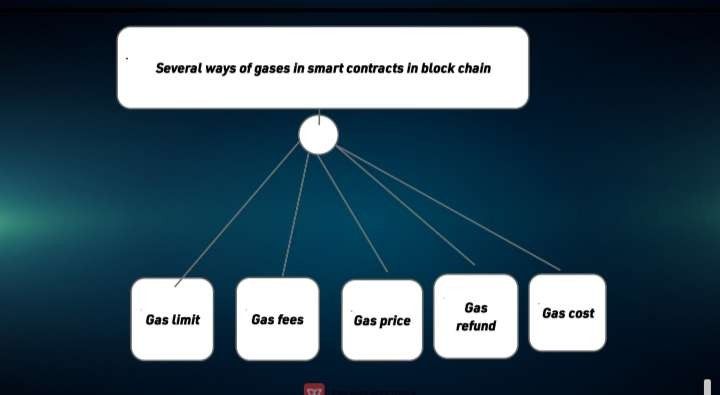 Several ways of gases in smart contracts in block chain
Gas limit
Gas fees
Gas price
Gas
refund
Gas cost